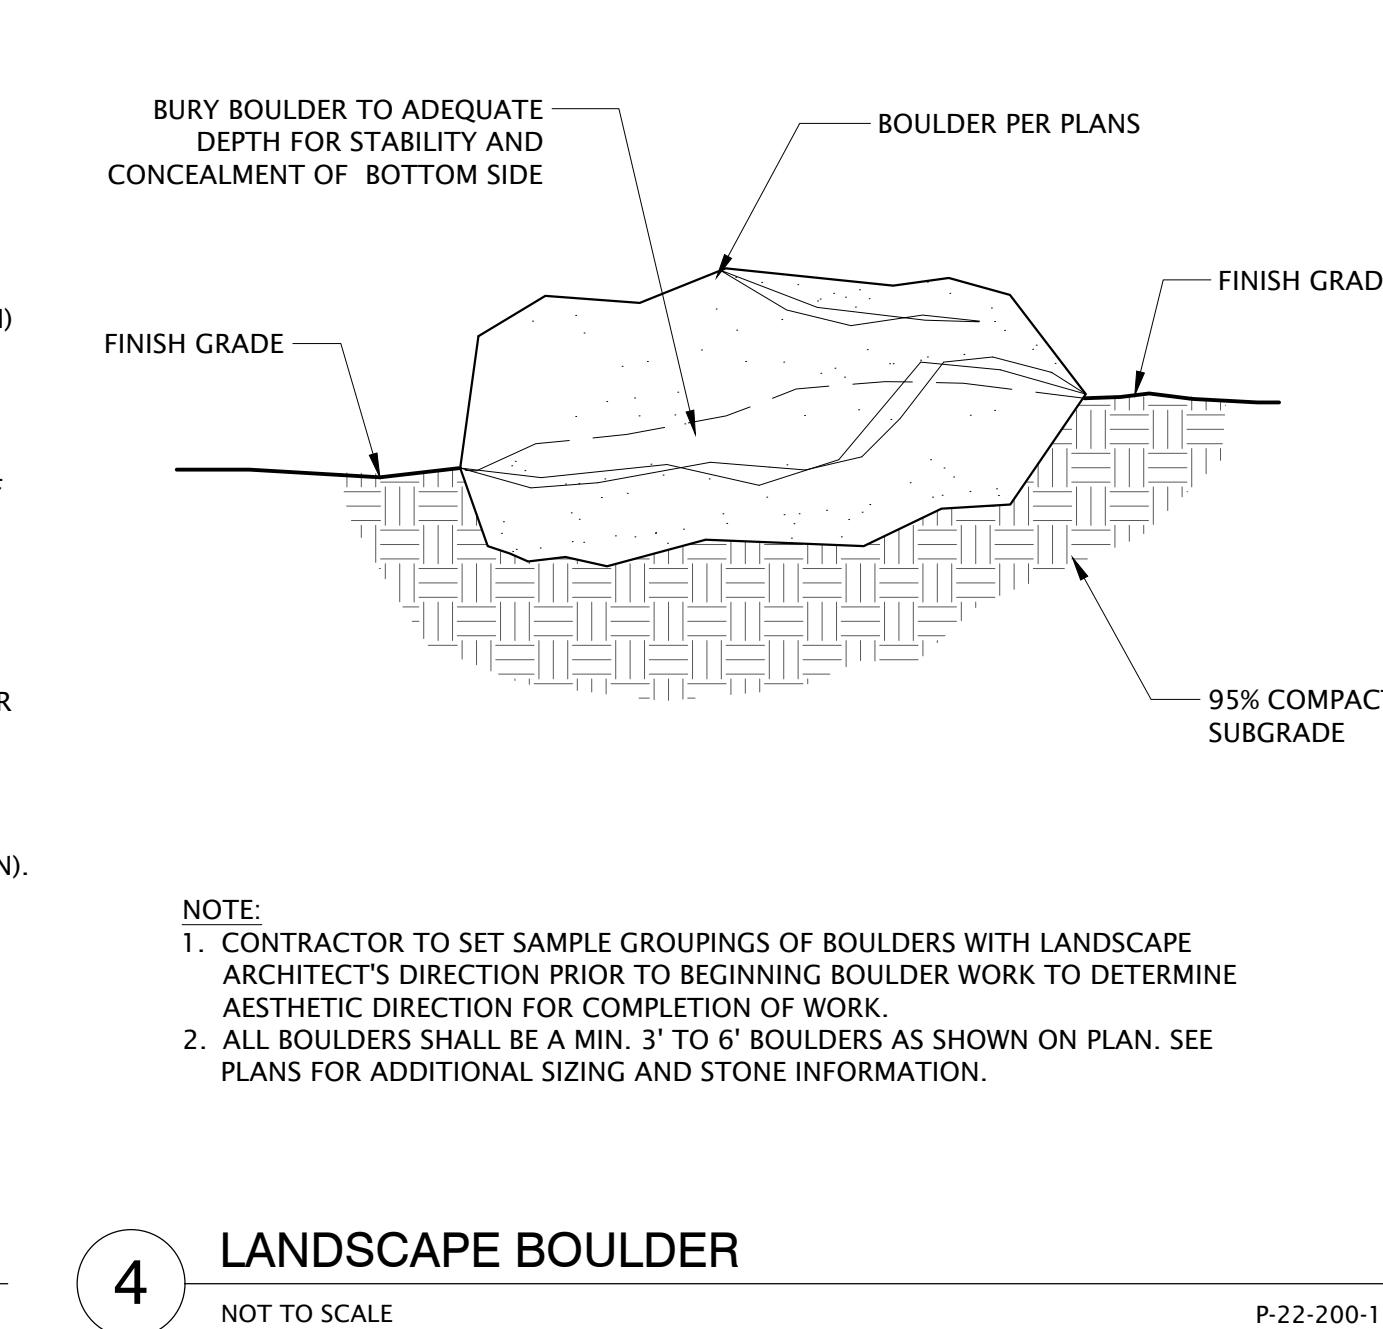 BURY BOULDER TO ADEQUATE
DEPTH FOR STABILITY AND
CONCEALMENT OF BOTTOM SIDE
BOULDER PER PLANS
FINISH GRAD
FINISH GRADE
95% COMPACT
SUBGRADE
R
N).
NOTE:
1. CONTRACTOR TO SET SAMPLE GROUPINGS OF BOULDERS WITH LANDSCAPE
ARCHITECT'S DIRECTION PRIOR TO BEGINNING BOULDER WORK TO DETERMINE
AESTHETIC DIRECTION FOR COMPLETION OF WORK.
2. ALL BOULDERS SHALL BE A MIN. 3' TO 6' BOULDERS AS SHOWN ON PLAN. SEE
PLANS FOR ADDITIONAL SIZING AND STONE INFORMATION.
4
LANDSCAPE BOULDER
NOT TO SCALE
P-22-200-1